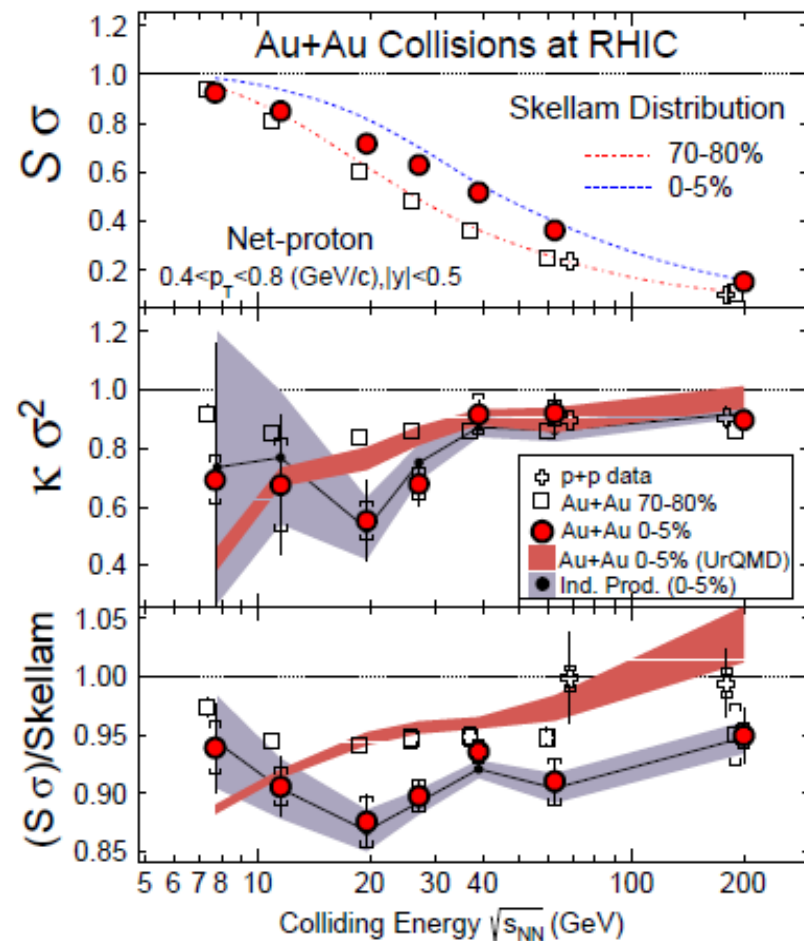 Au+Au Collisions at RHIC
Skellam Distribution
70-80%
0-5%
Net-proton
0.4<p_T<0.8 (GeV/c),|y|<0.5
S σ
1.2
1.0
0.8
0.6
0.4
0.2
κ σ²
1.2
1.0
0.8
0.6
0.4
p+p data
Au+Au 70-80%
Au+Au 0-5%
Au+Au 0-5% (UrQMD)
Ind. Prod. (0-5%)
(S σ)/Skellam
1.05
1.00
0.95
0.90
0.85
5 6 7 8 10 20 30 40 100 200
Colliding Energy √s_NN (GeV)